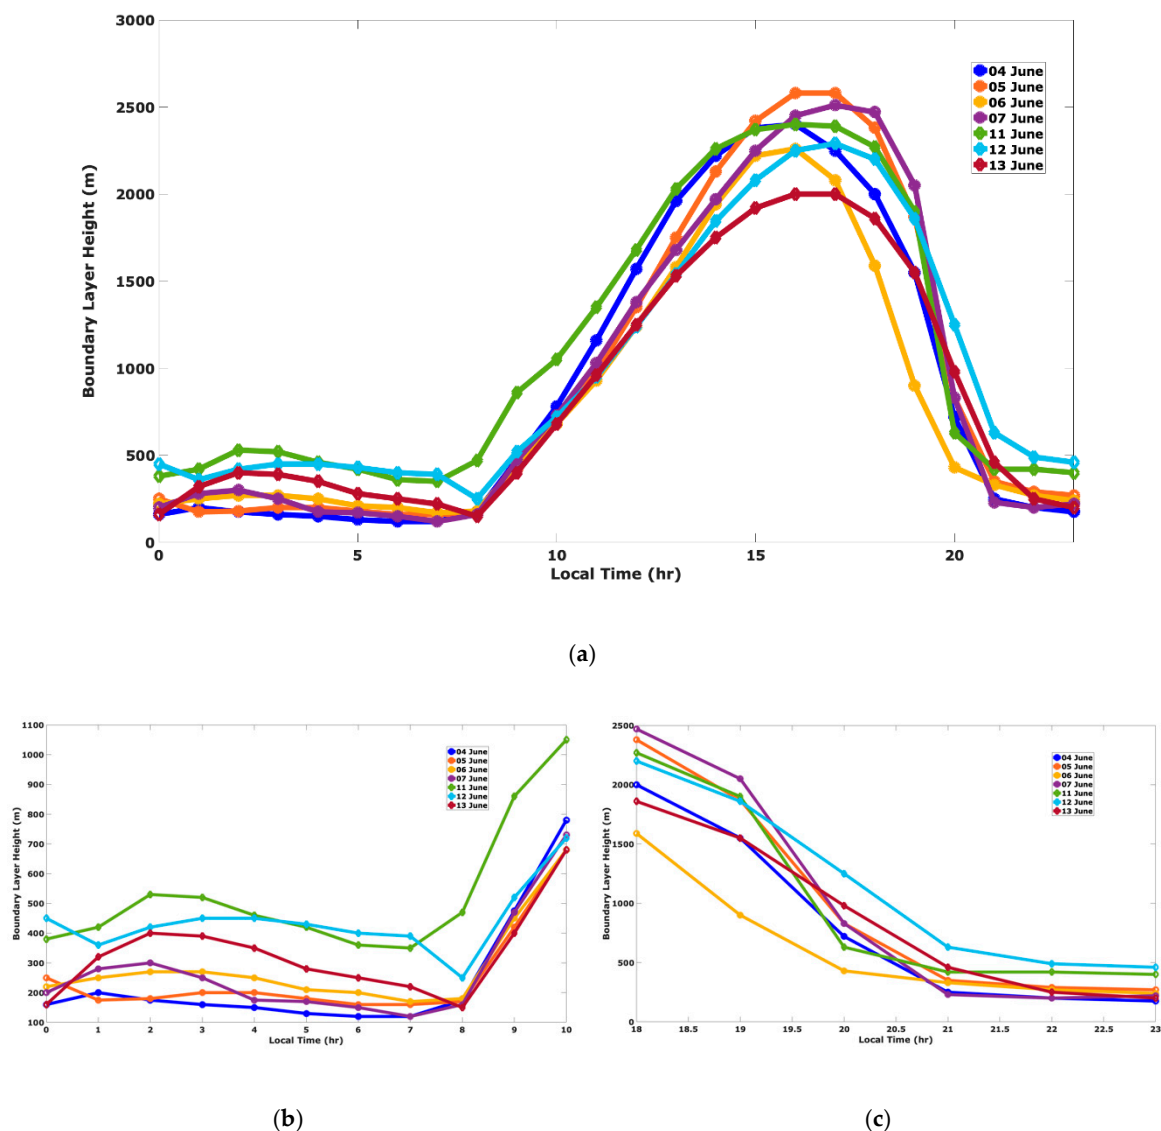 3000
2500
2000
1500
1000
500
0
Boundary Layer Height (m)
04 June
05 June
06 June
07 June
11 June
12 June
13 June
0 5 10 15 20
Local Time (hr)
(a)
1100
1000
900
800
700
600
500
400
300
200
100
Boundary Layer Height (m)
04 June
05 June
06 June
07 June
11 June
12 June
13 June
0 1 2 3 4 5 6 7 8 9 10
Local Time (hr)
(b)
2500
2000
1500
1000
500
0
Boundary Layer Height (m)
04 June
05 June
06 June
07 June
11 June
12 June
13 June
18 18.5 19 19.5 20 20.5 21 21.5 22 22.5 23
Local Time (hr)
(c)